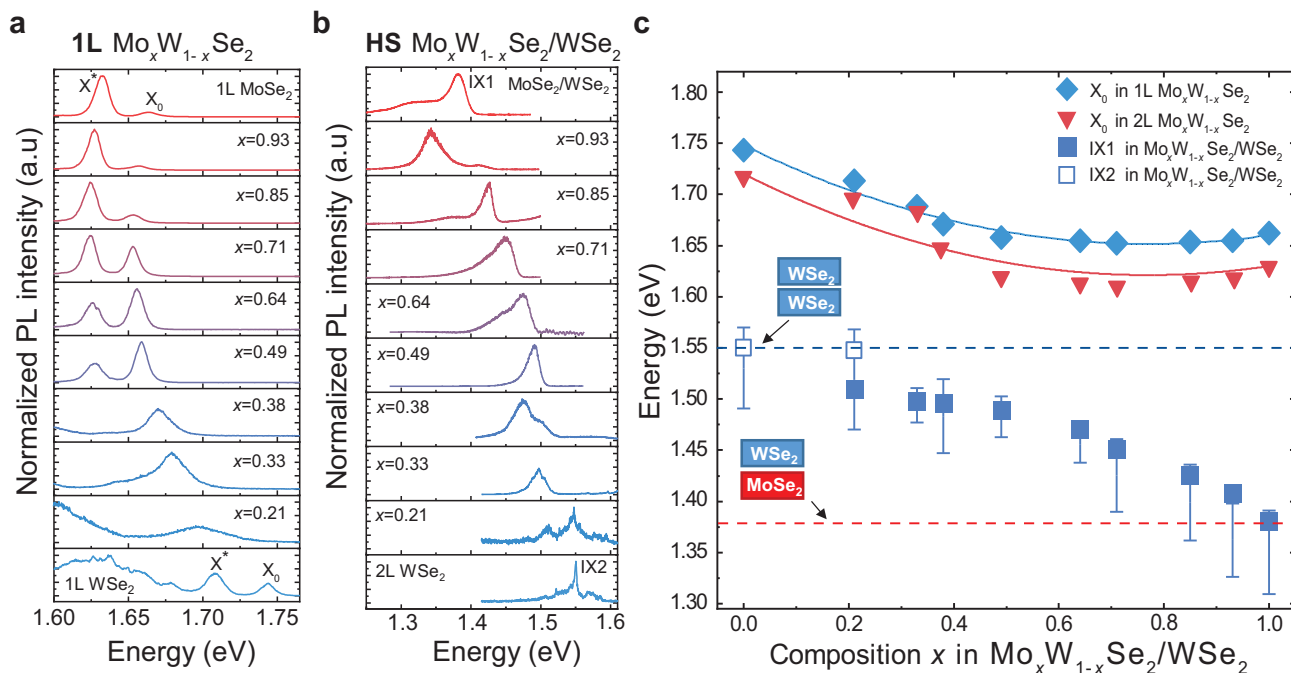 a
1L MoxW1-xSe2
Normalized PL intensity (a.u)
X*
X0
1L MoSe2
x=0.93
x=0.85
x=0.71
x=0.64
x=0.49
x=0.38
x=0.33
x=0.21
1L WSe2
X*
X0
1.60 1.65 1.70 1.75
Energy (eV)
b
HS MoxW1-xSe2/WSe2
Normalized PL intensity (a.u)
IX1
MoSe2/WSe2
x=0.93
x=0.85
x=0.71
x=0.64
x=0.49
x=0.38
x=0.33
x=0.21
2L WSe2
IX2
1.3 1.4 1.5 1.6
Energy (eV)
c
X0 in 1L MoxW1-xSe2
X0 in 2L MoxW1-xSe2
IX1 in MoxW1-xSe2/WSe2
IX2 in MoxW1-xSe2/WSe2
Energy (eV)
1.80
1.75
1.70
1.65
1.60
1.55
1.50
1.45
1.40
1.35
1.30
WSe2
WSe2
WSe2
MoSe2
0.0 0.2 0.4 0.6 0.8 1.0
Composition x in MoxW1-xSe2/WSe2